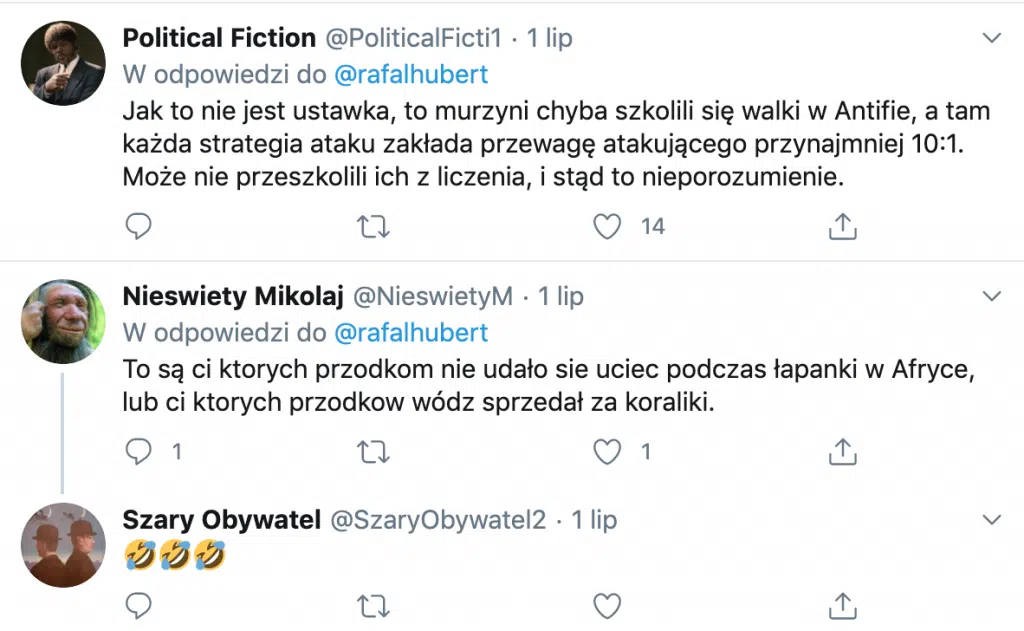 Political Fiction @PoliticalFicti1 · 1 lip
W odpowiedzi do @rafalhubert
Jak to nie jest ustawka, to murzyni chyba szkolili się walki w Antifie, a tam
każda strategia ataku zakłada przewagę atakującego przynajmniej 10:1.
Może nie przeszkolili ich z liczenia, i stąd to nieporozumienie.
14
Nieswiety Mikolaj @NieswietyM · 1 lip
W odpowiedzi do @rafalhubert
To są ci ktorych przodkom nie udało sie uciec podczas łapanki w Afryce,
lub ci ktorych przodkow wódz sprzedał za koraliki.
1 1
Szary Obywatel @SzaryObywatel2 · 1 lip
🤣🤣🤣